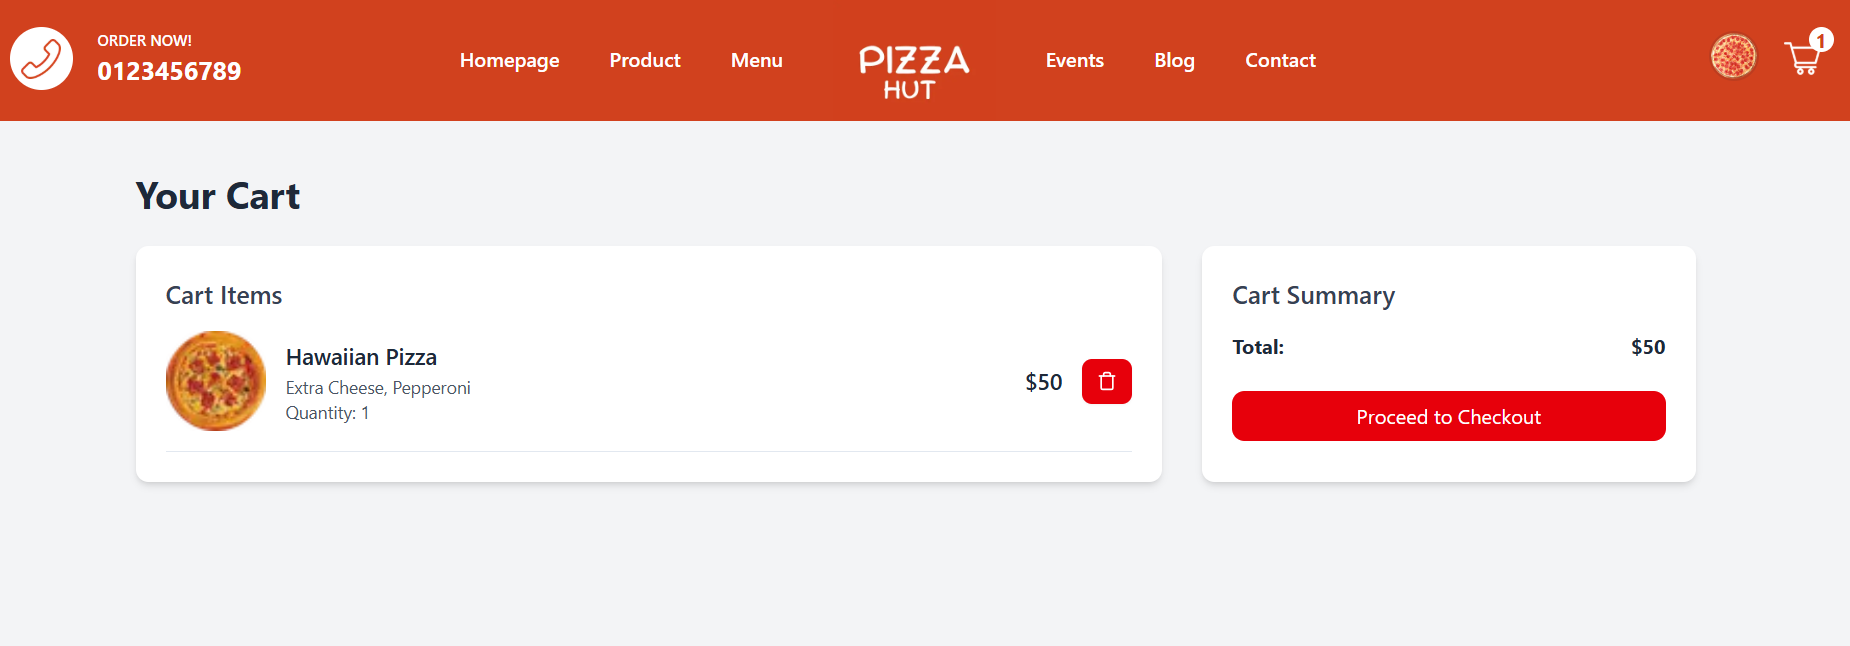 ORDER NOW!
0123456789
Homepage
Product
Menu
PIZZA
HUT
Events
Blog
Contact
1
Your Cart
Cart Items
Hawaiian Pizza
Extra Cheese, Pepperoni
Quantity: 1
$50
Cart Summary
Total: $50
Proceed to Checkout